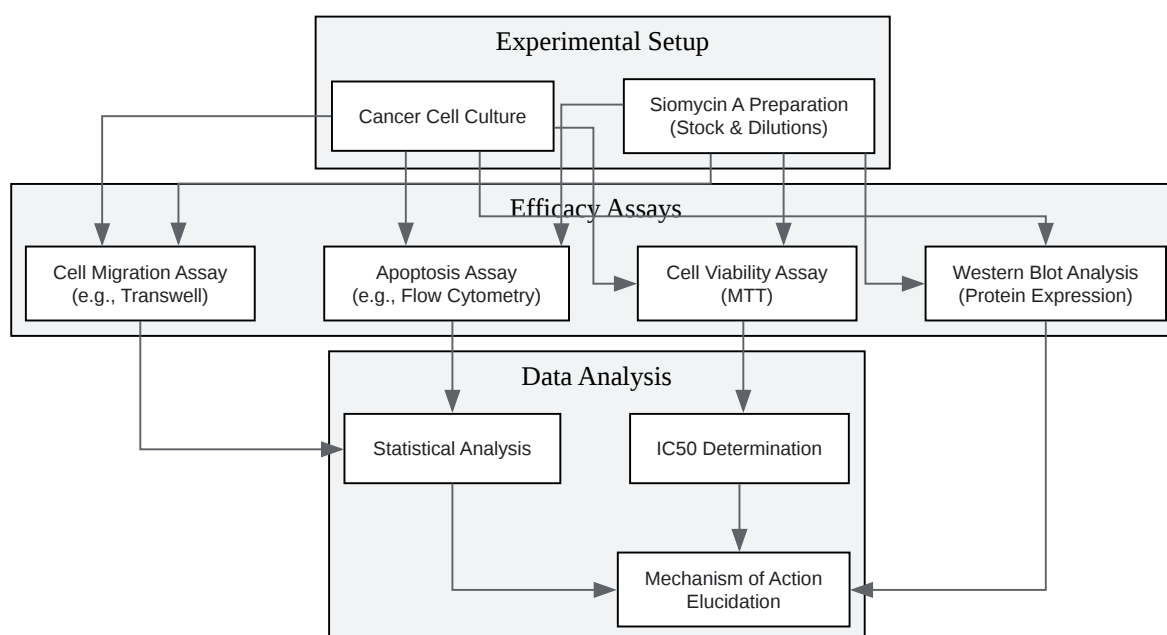 Experimental Setup
Cancer Cell Culture
Siomycin A Preparation
(Stock & Dilutions)
Efficacy Assays
Cell Migration Assay
(e.g., Transwell)
Apoptosis Assay
(e.g., Flow Cytometry)
Cell Viability Assay
(MTT)
Western Blot Analysis
(Protein Expression)
Data Analysis
Statistical Analysis
IC50 Determination
Mechanism of Action
Elucidation